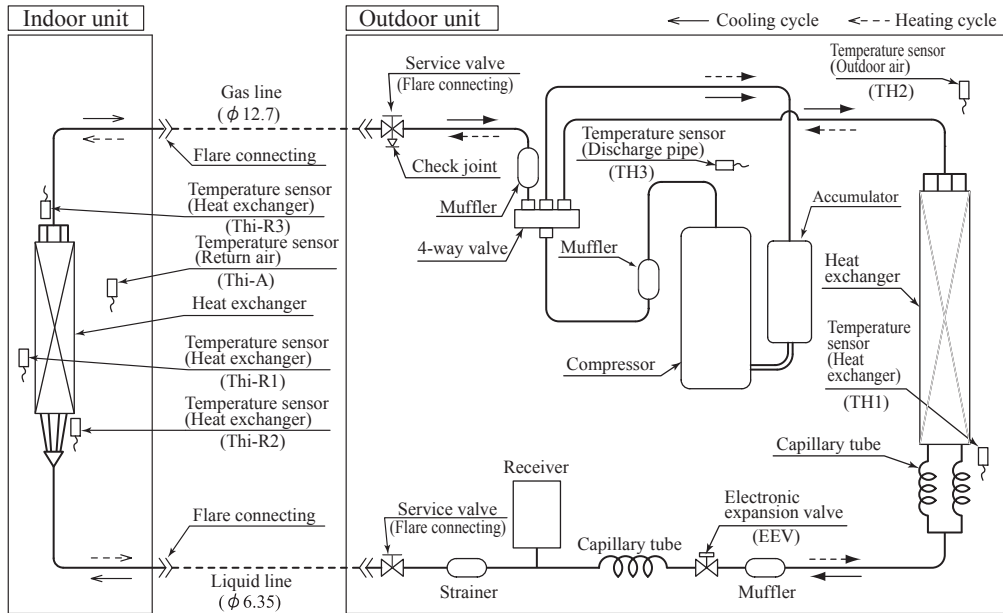 Indoor unit
Outdoor unit
Cooling cycle
Heating cycle
Gas line
(ϕ 12.7)
Flare connecting
Temperature sensor
(Heat exchanger)
(Thi-R3)
Temperature sensor
(Return air)
(Thi-A)
Heat exchanger
Temperature sensor
(Heat exchanger)
(Thi-R1)
Temperature sensor
(Heat exchanger)
(Thi-R2)
Flare connecting
Liquid line
(ϕ 6.35)
Service valve
(Flare connecting)
Check joint
Muffler
4-way valve
Temperature sensor
(Discharge pipe)
(TH3)
Muffler
Compressor
Temperature sensor
(Outdoor air)
(TH2)
Accumulator
Heat
exchanger
Temperature
sensor
(Heat
exchanger)
(TH1)
Capillary tube
Receiver
Service valve
(Flare connecting)
Strainer
Capillary tube
Electronic
expansion valve
(EEV)
Muffler